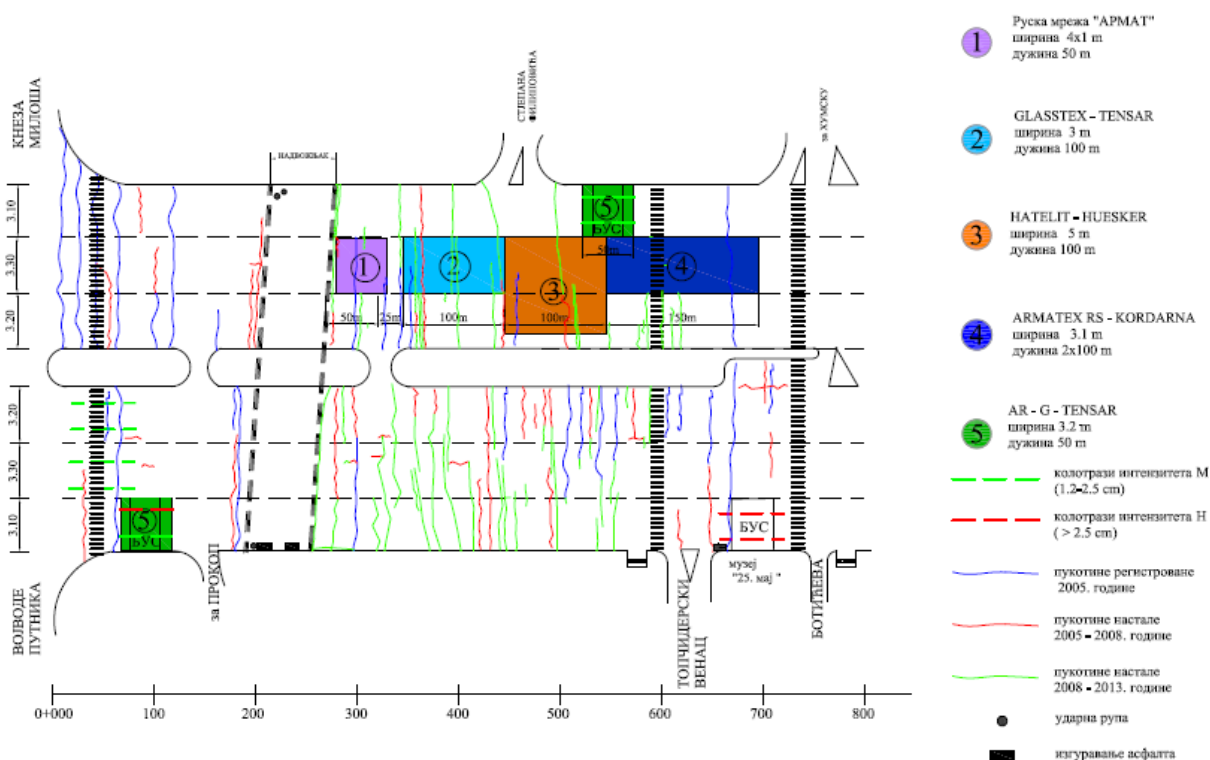 КНЕЗА
МИЛОША
СТЈЕПАНА
ФИЛИПОВИЋА
за ХУМСКУ
НАДВОЖЊАК
3.10
3.30
3.20
5
БУС
50m
1
2
3
4
50m
25m
100m
100m
150m
3.20
3.30
3.10
5
БУС
БУС
музеј
"25. мај "
ВОЈВОДЕ
ПУТНИКА
за ПРОКОП
ТОПЧИДЕРСКИ
ВЕНАЦ
БОТИЋЕВА
0+000
100
200
300
400
500
600
700
800
1
Руска мрежа "АРМАТ"
ширина 4x1 m
дужина 50 m
2
GLASSTEX – TENSAR
ширина 3 m
дужина 100 m
3
HATELIT – HUESKER
ширина 5 m
дужина 100 m
4
ARMATEX RS - KORDARNA
ширина 3.1 m
дужина 2x100 m
5
AR - G - TENSAR
ширина 3.2 m
дужина 50 m
колотрази интензитета М
(1.2-2.5 cm)
колотрази интензитета Н
( > 2.5 cm)
пукотине регистроване
2005. године
пукотине настале
2005 – 2008. године
пукотине настале
2008 - 2013. године
ударна рупа
изгуравање асфалта